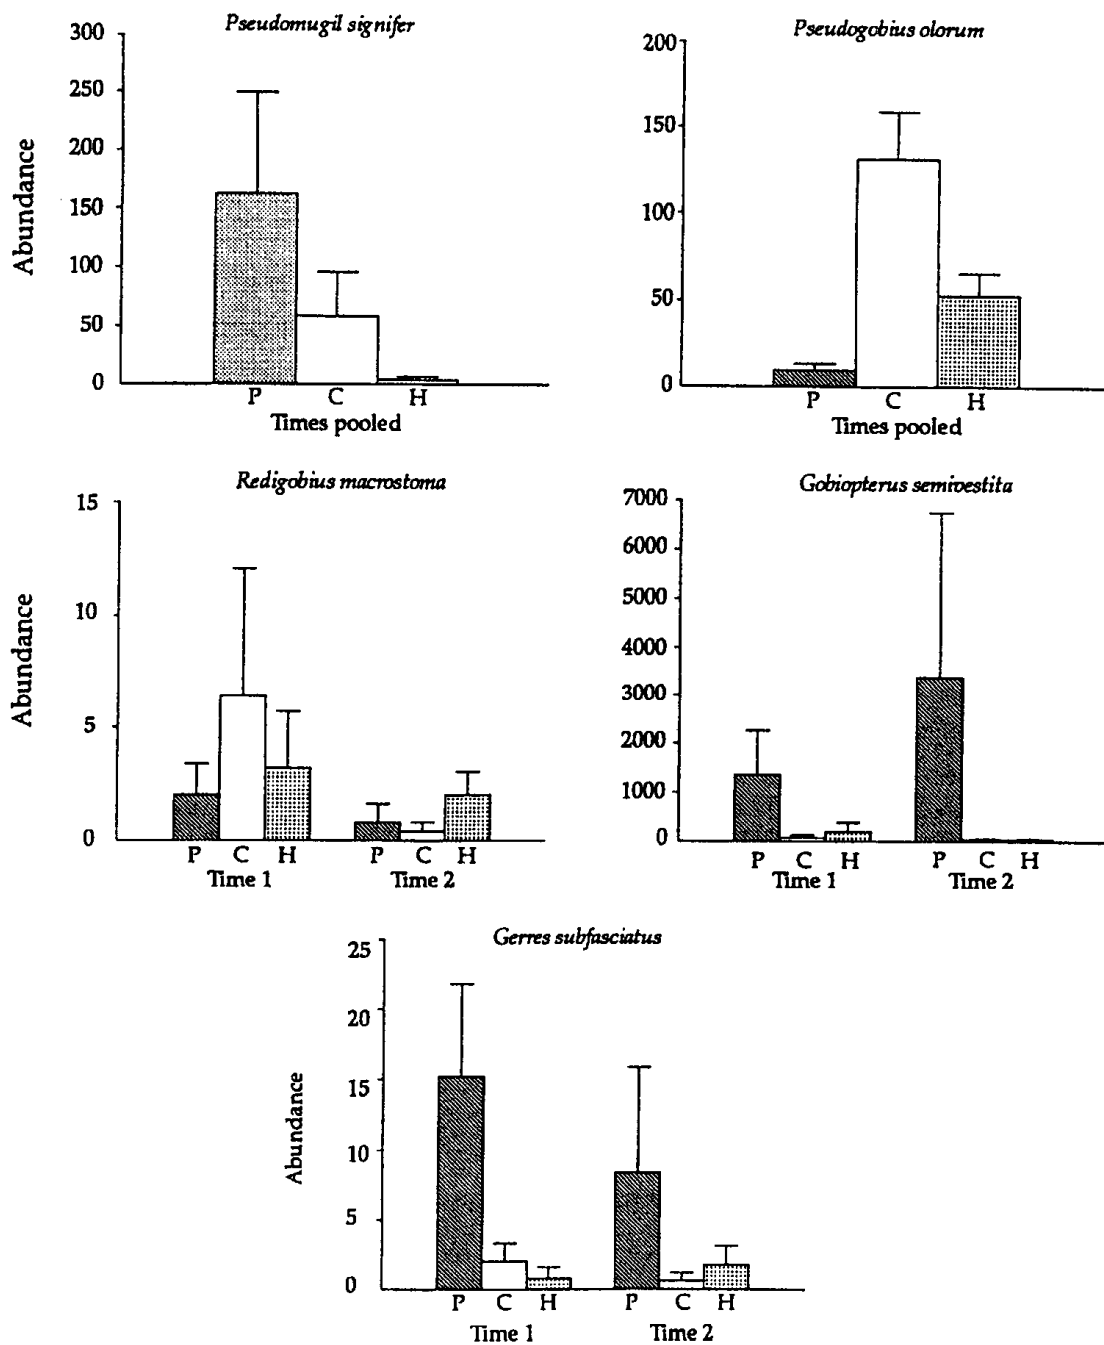 Pseudomugil signifer
300
250
200
150
100
50
0
Abundance
P C H
Times pooled
Pseudogobius olorum
200
150
100
50
0
P C H
Times pooled
Redigobius macrostoma
15
10
5
0
Abundance
P C H P C H
Time 1 Time 2
Gobiopterus semivestita
7000
6000
5000
4000
3000
2000
1000
0
P C H P C H
Time 1 Time 2
Gerres subfasciatus
25
20
15
10
5
0
Abundance
P C H P C H
Time 1 Time 2